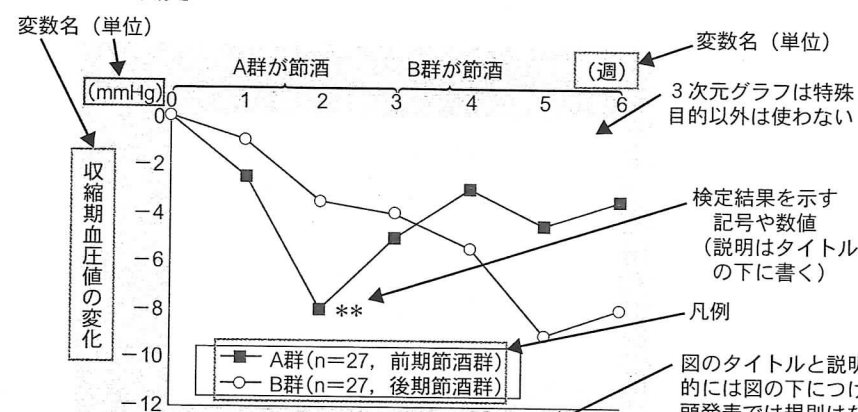 変数名（単位）
A群が節酒
B群が節酒
（週）
変数名（単位）
(mmHg)
0 1 2 3 4 5 6
3次元グラフは特殊
目的以外は使わない
0
−2
−4
−6
−8
−10
−12
収縮期血圧値の変化
検定結果を示す
記号や数値
（説明はタイトル
の下に書く）
**
凡例
A群(n＝27，前期節酒群)
B群(n＝27，後期節酒群)
図のタイトルと説明
的には図の下につけ